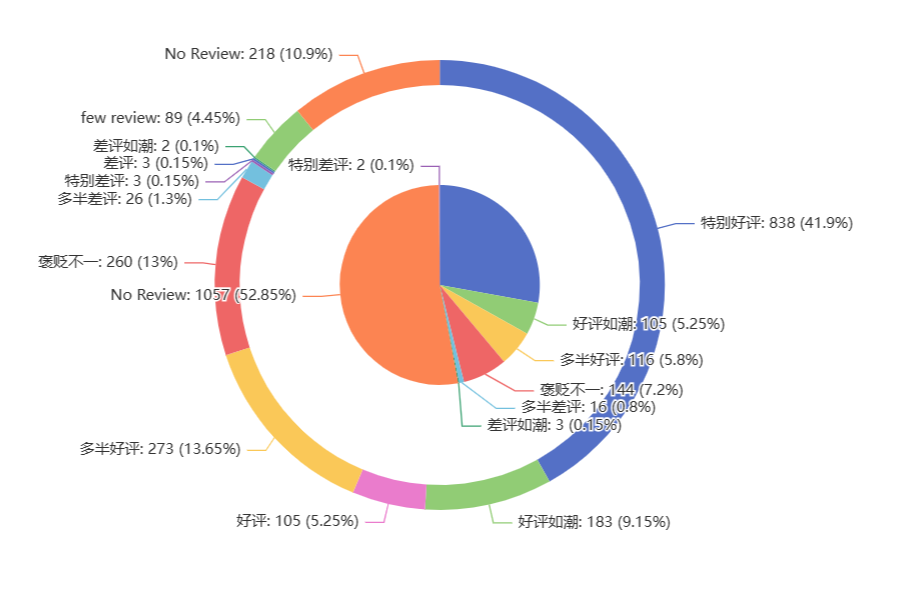 No Review: 218 (10.9%)
few review: 89 (4.45%)
差评如潮: 2 (0.1%)
差评: 3 (0.15%)
特别差评: 2 (0.1%)
特别差评: 3 (0.15%)
多半差评: 26 (1.3%)
特别好评: 838 (41.9%)
褒贬不一: 260 (13%)
No Review: 1057 (52.85%)
好评如潮: 105 (5.25%)
多半好评: 116 (5.8%)
褒贬不一: 144 (7.2%)
多半差评: 16 (0.8%)
差评如潮: 3 (0.15%)
多半好评: 273 (13.65%)
好评: 105 (5.25%)
好评如潮: 183 (9.15%)